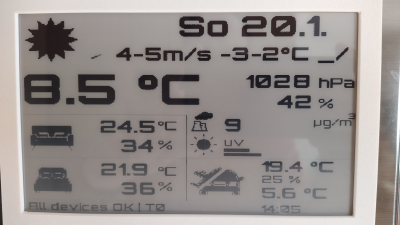 So 20.1.
4-5m/s -3-2°C _/
8.5 °C 1028 hPa
42 %
24.5°C 9 µg/m³
34 %
UV
21.9 °C 19.4 °C
36 % 25 %
5.6 °C
All devices OK | T0 14:05